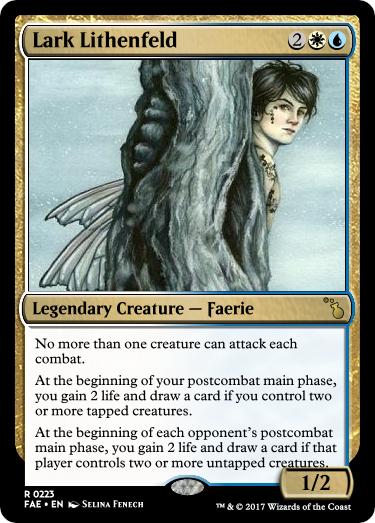 Lark Lithenfeld 2
Legendary Creature — Faerie
No more than one creature can attack each
combat.
At the beginning of your postcombat main phase,
you gain 2 life and draw a card if you control two
or more tapped creatures.
At the beginning of each opponent's postcombat
main phase, you gain 2 life and draw a card if that
player controls two or more untapped creatures.
1/2
R 0223
FAE • EN Selina Fenech
™ & © 2017 Wizards of the Coast